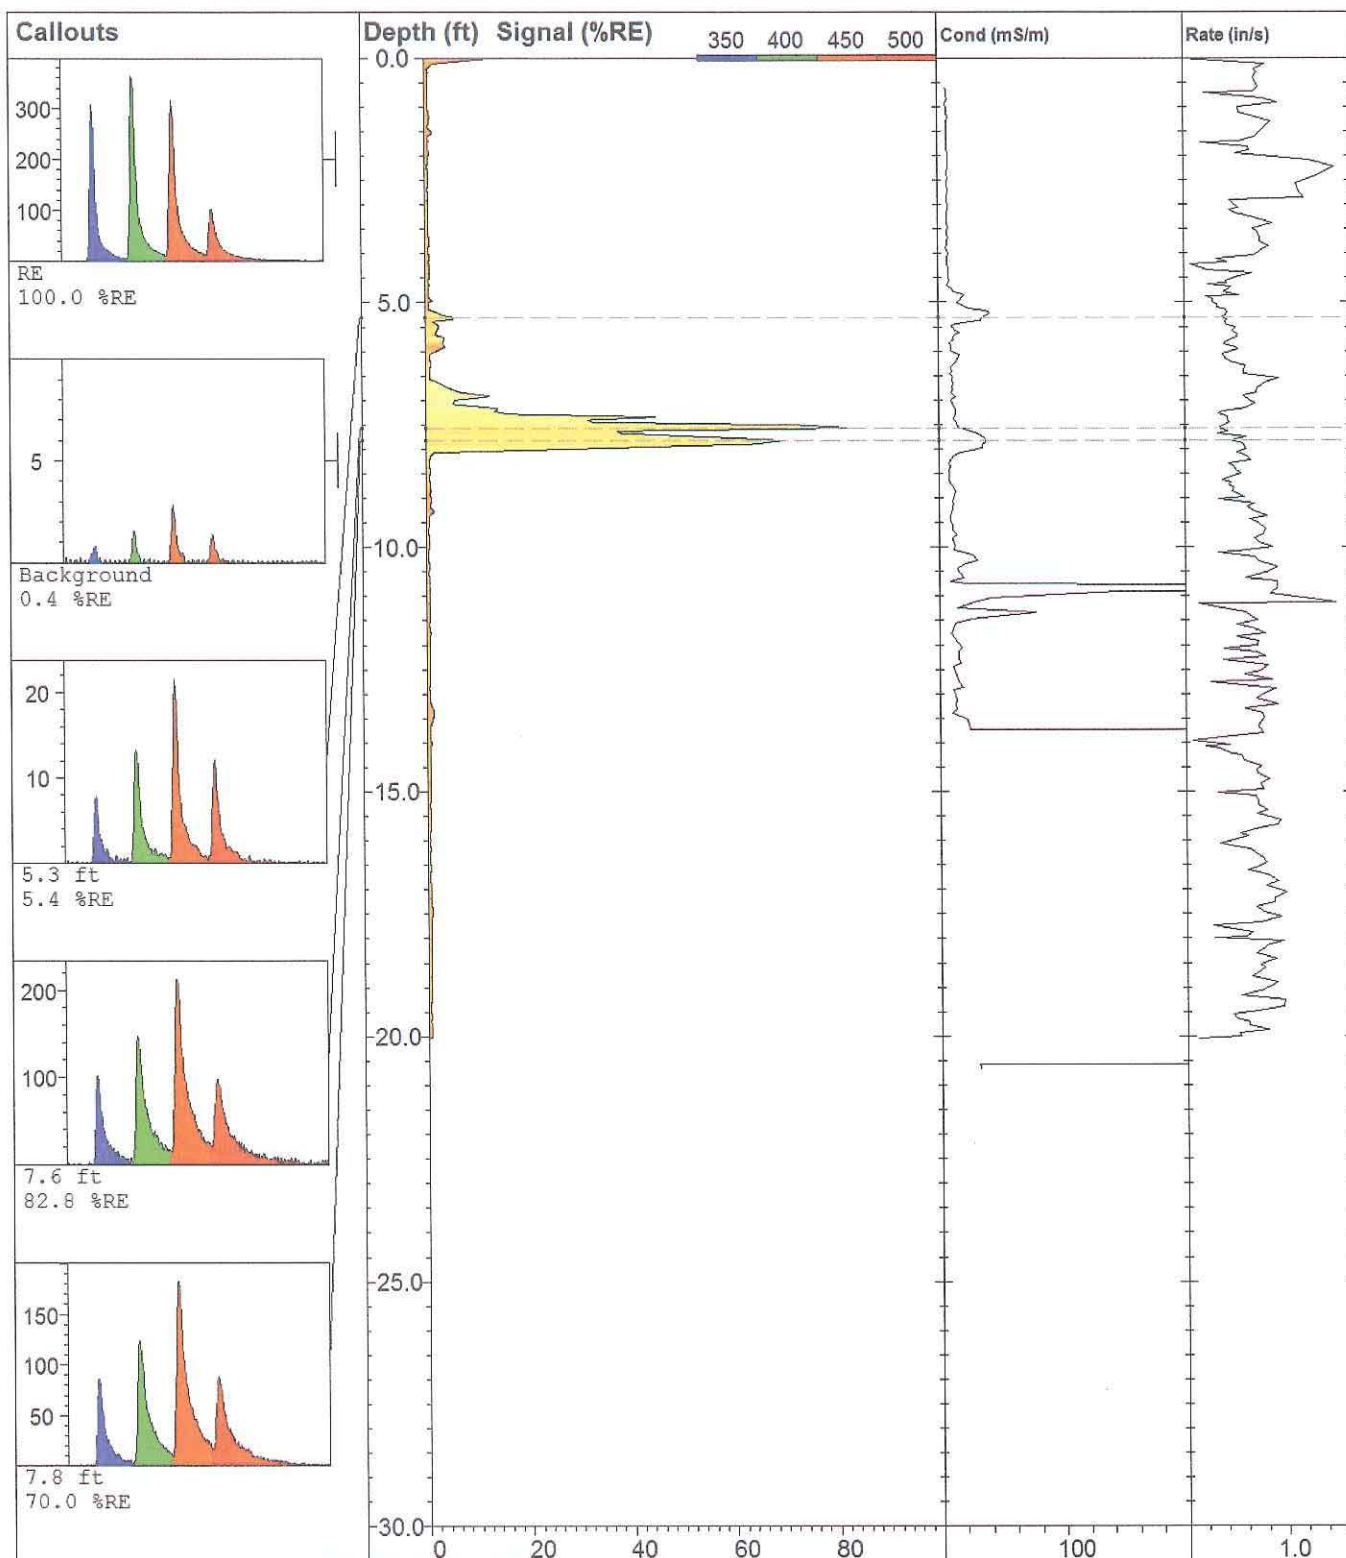 Callouts
Depth (ft) Signal (%RE)
350 400 450 500
Cond (mS/m)
Rate (in/s)
300
200
100
RE
100.0 %RE
5
Background
0.4 %RE
20
10
5.3 ft
5.4 %RE
200
100
7.6 ft
82.8 %RE
150
100
50
7.8 ft
70.0 %RE
0.0
5.0
10.0
15.0
20.0
25.0
30.0
0 20 40 60 80
100
1.0